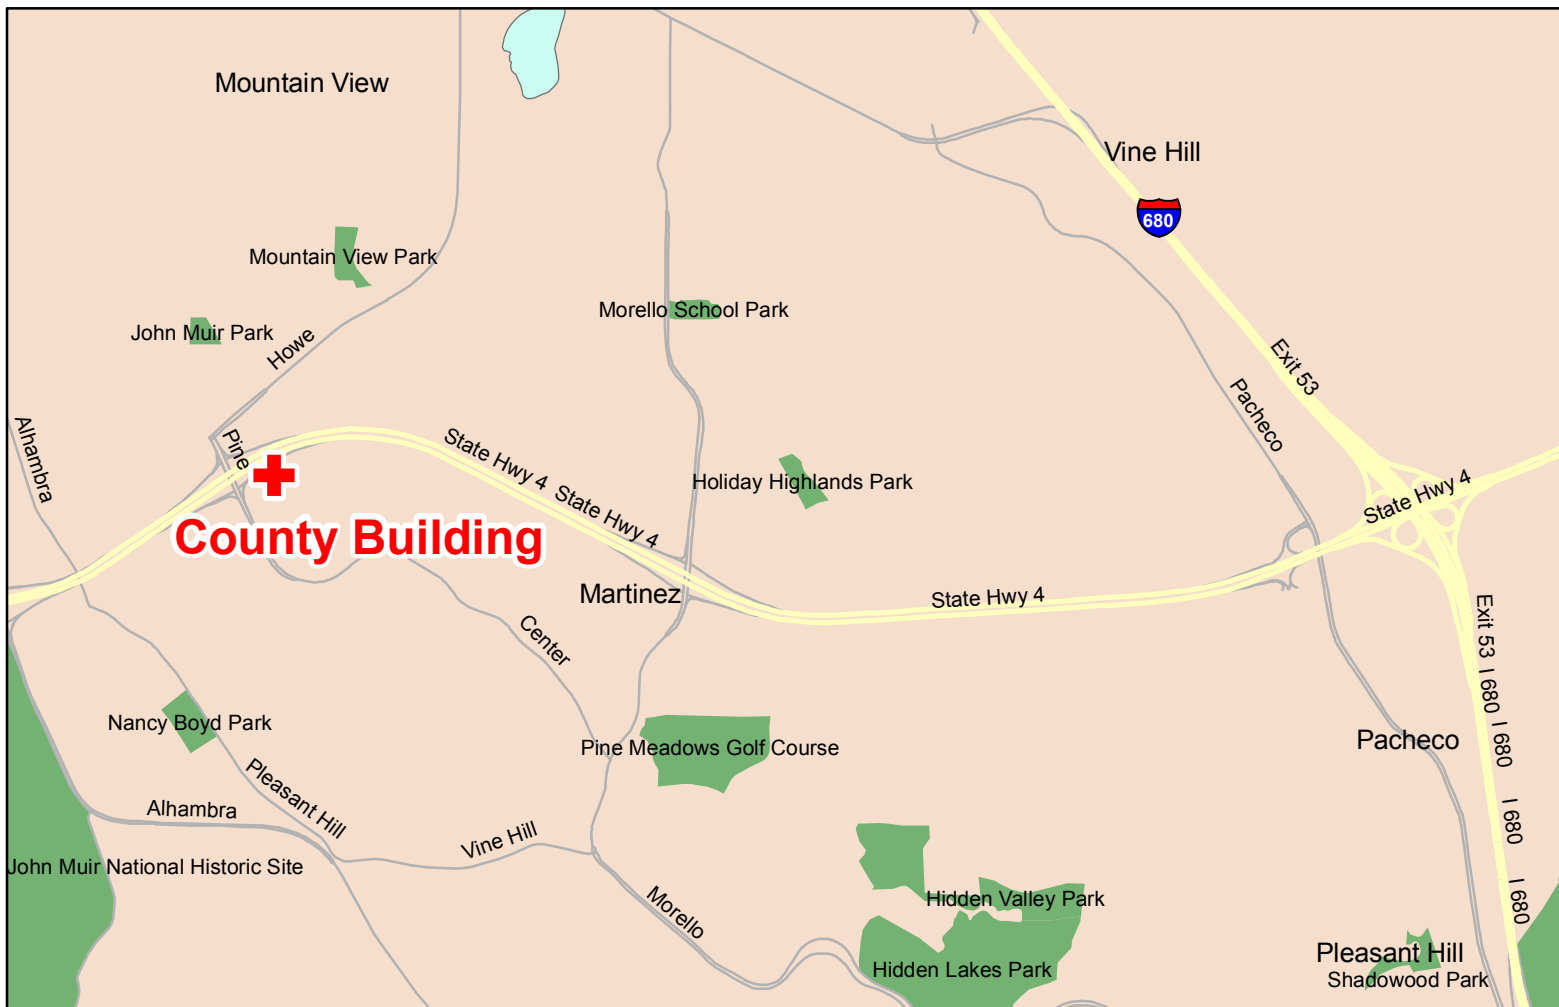 Mountain View
Vine Hill
680
Mountain View Park
Morello School Park
John Muir Park
Howe
Exit 53
Pacheco
Alhambra
Pine
State Hwy 4
State Hwy 4
Holiday Highlands Park
State Hwy 4
County Building
Martinez
State Hwy 4
Center
Exit 53
I 680
I 680
Nancy Boyd Park
Pine Meadows Golf Course
Pacheco
Pleasant Hill
Alhambra
I 680
Vine Hill
John Muir National Historic Site
Morello
Hidden Valley Park
I 680
Hidden Lakes Park
Pleasant Hill
Shadowood Park